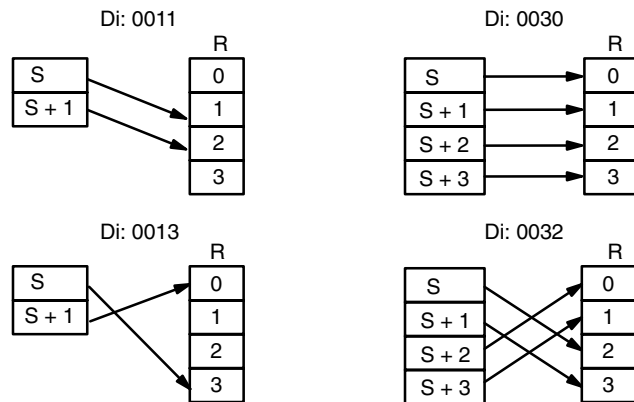 Di: 0011
R
S
S + 1
0
1
2
3
Di: 0030
R
S
S + 1
S + 2
S + 3
0
1
2
3
Di: 0013
R
S
S + 1
0
1
2
3
Di: 0032
R
S
S + 1
S + 2
S + 3
0
1
2
3